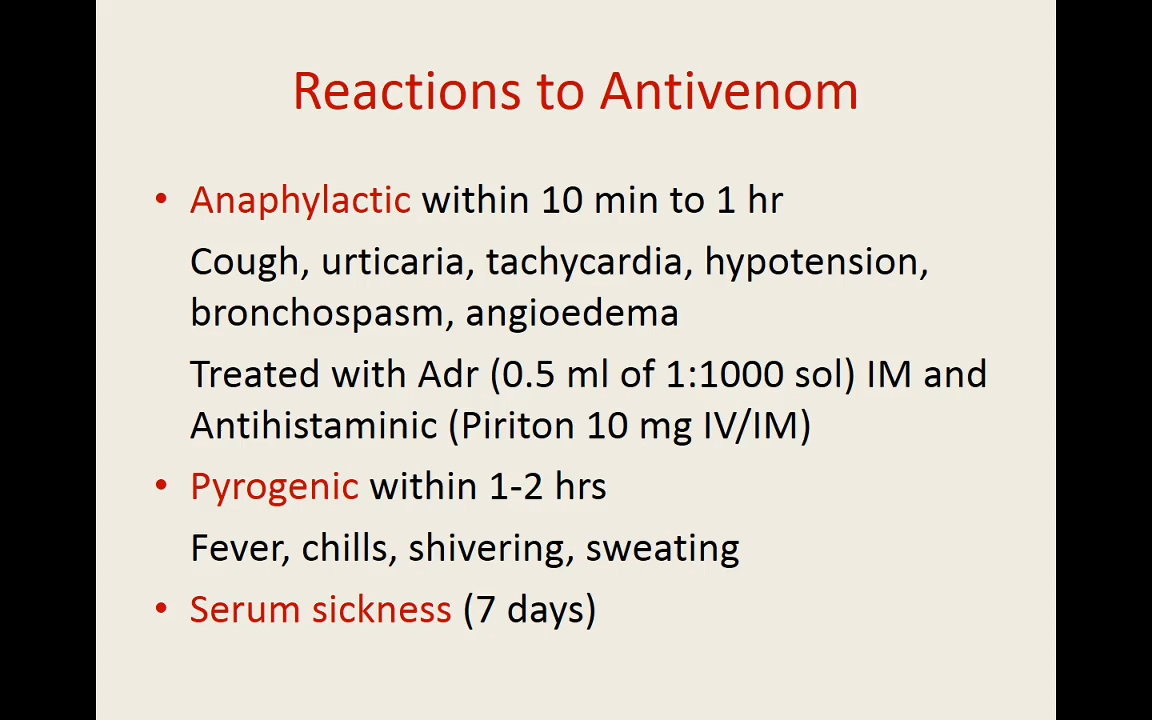 Reactions to Antivenom
• Anaphylactic within 10 min to 1 hr
Cough, urticaria, tachycardia, hypotension,
bronchospasm, angioedema
Treated with Adr (0.5 ml of 1:1000 sol) IM and
Antihistaminic (Piriton 10 mg IV/IM)
• Pyrogenic within 1-2 hrs
Fever, chills, shivering, sweating
• Serum sickness (7 days)